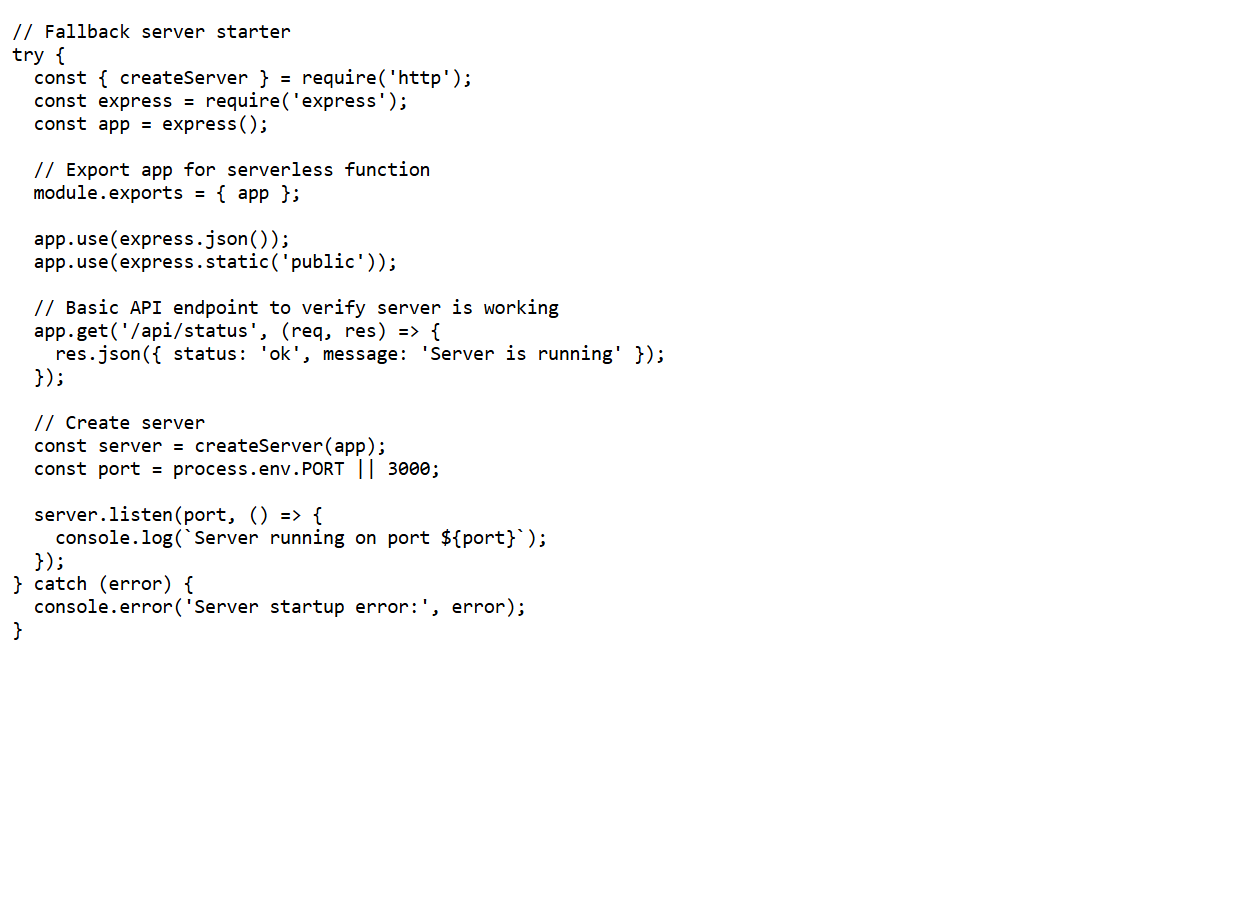 // Fallback server starter
try {
  const { createServer } = require('http');
  const express = require('express');
  const app = express();

  // Export app for serverless function
  module.exports = { app };

  app.use(express.json());
  app.use(express.static('public'));

  // Basic API endpoint to verify server is working
  app.get('/api/status', (req, res) => {
    res.json({ status: 'ok', message: 'Server is running' });
  });

  // Create server
  const server = createServer(app);
  const port = process.env.PORT || 3000;

  server.listen(port, () => {
    console.log(`Server running on port ${port}`);
  });
} catch (error) {
  console.error('Server startup error:', error);
}